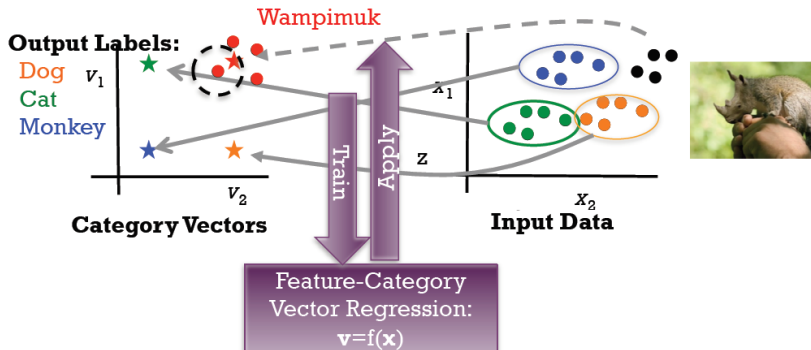 Wampimuk
Output Labels:
Dog
Cat
Monkey
v1
v2
Category Vectors
Train
Apply
x1
z
x2
Input Data
Feature-Category
Vector Regression:
v=f(x)